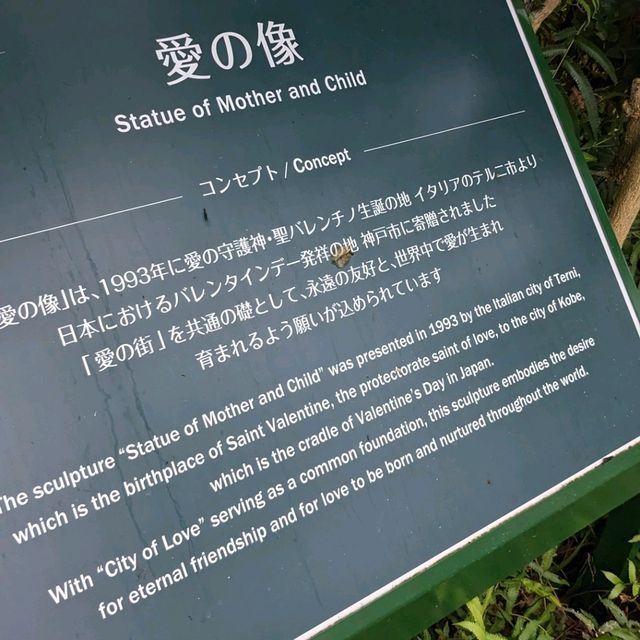 愛の像
Statue of Mother and Child
コンセプト / Concept
愛の像」は、1993年に愛の守護神・聖バレンチノ生誕の地 イタリアのテルニ市より
日本におけるバレンタインデー発祥の地 神戸市に寄贈されました
「愛の街」を共通の礎として、永遠の友好と、世界中で愛が生まれ
育まれるよう願いが込められています
The sculpture “Statue of Mother and Child” was presented in 1993 by the Italian city of Terni,
which is the birthplace of Saint Valentine, the protectorate saint of love, to the city of Kobe,
which is the cradle of Valentine's Day in Japan.
With “City of Love” serving as a common foundation, this sculpture embodies the desire
for eternal friendship and for love to be born and nurtured throughout the world.